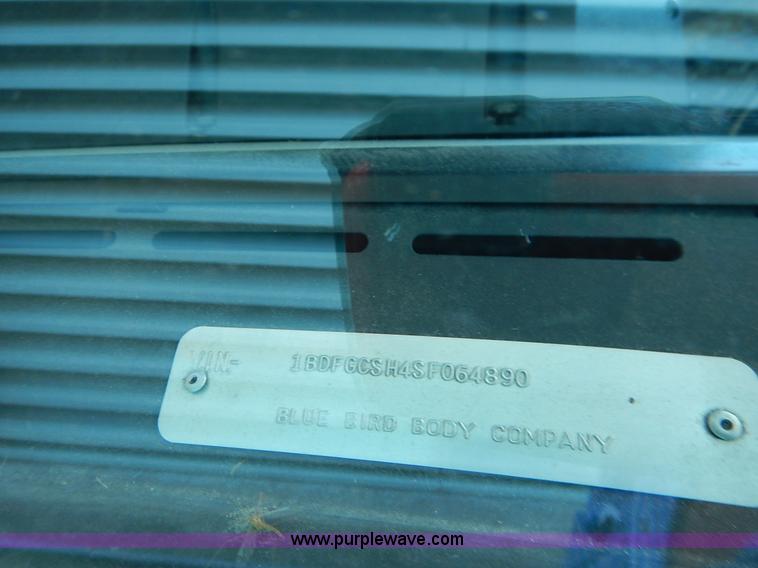 VIN.- 1BDFGCSH4SF064890
BLUE BIRD BODY COMPANY
www.purplewave.com